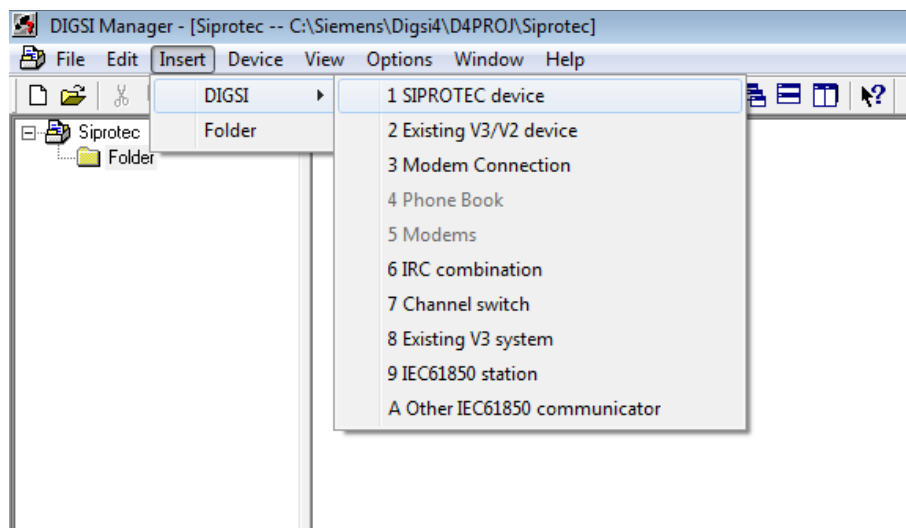 DIGSI Manager - [Siprotec -- C:\Siemens\Digsi4\D4PROJ\Siprotec]
File Edit Insert Device View Options Window Help
DIGSI
Folder
1 SIPROTEC device
2 Existing V3/V2 device
3 Modem Connection
4 Phone Book
5 Modems
6 IRC combination
7 Channel switch
8 Existing V3 system
9 IEC61850 station
A Other IEC61850 communicator
Siprotec
Folder